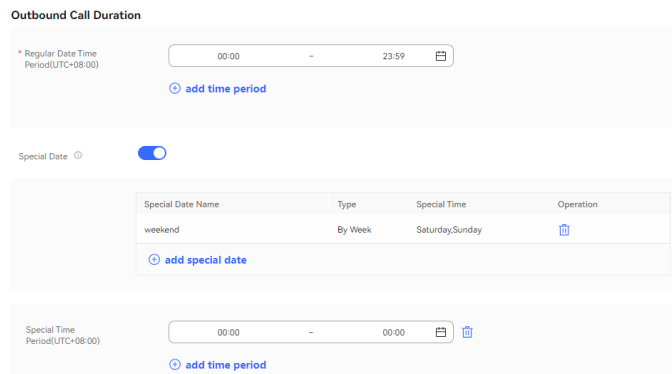 Outbound Call Duration
* Regular Date Time
Period(UTC+08:00)
00:00 - 23:59
add time period
Special Date
Special Date Name Type Special Time Operation
weekend By Week Saturday,Sunday
add special date
Special Time
Period(UTC+08:00)
00:00 - 00:00
add time period